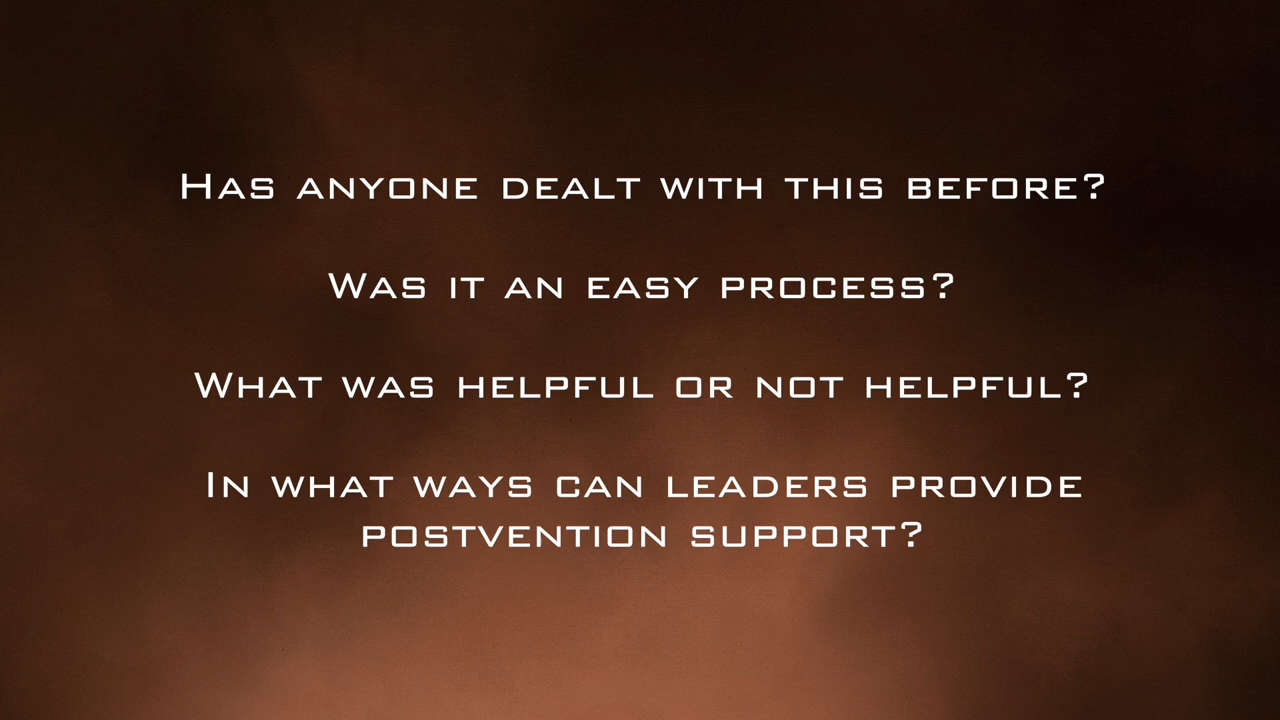 Has anyone dealt with this before?
Was it an easy process?
What was helpful or not helpful?
In what ways can leaders provide
postvention support?